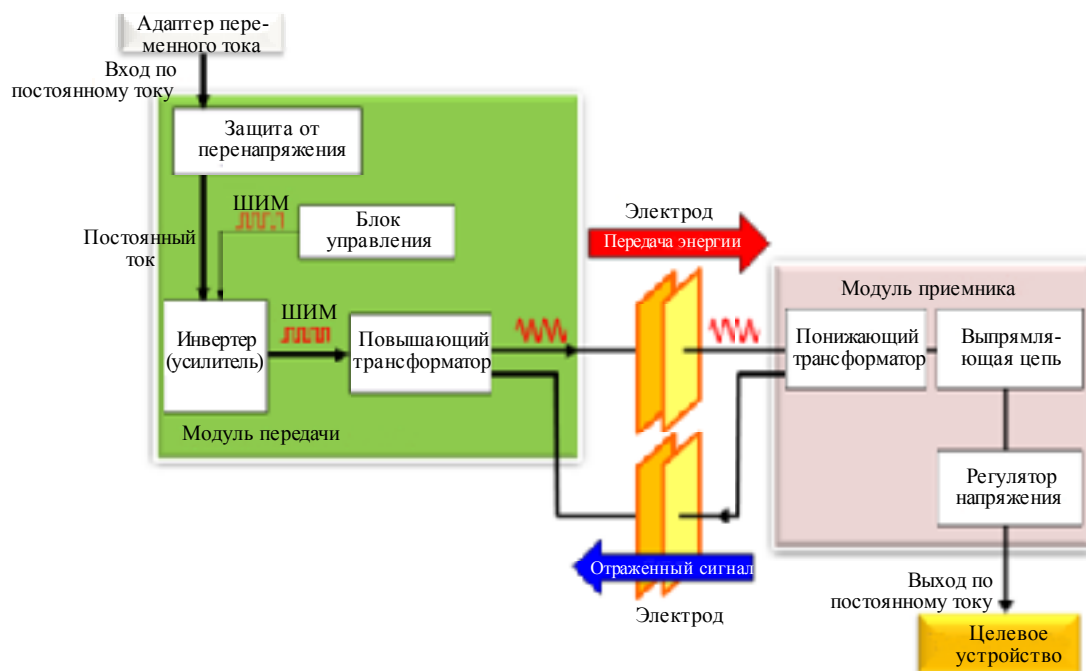 Адаптер пере-
менного тока
Вход по
постоянному току
Защита от
перенапряжения
ШИМ
Блок
управления
Постоянный
ток
Инвертер
(усилитель)
ШИМ
Повышающий
трансформатор
Модуль передачи
Электрод
Передача энергии
Модуль приемника
Понижающий
трансформатор
Выпрямля-
ющая цепь
Регулятор
напряжения
Отраженный сигнал
Электрод
Выход по
постоянному току
Целевое
устройство